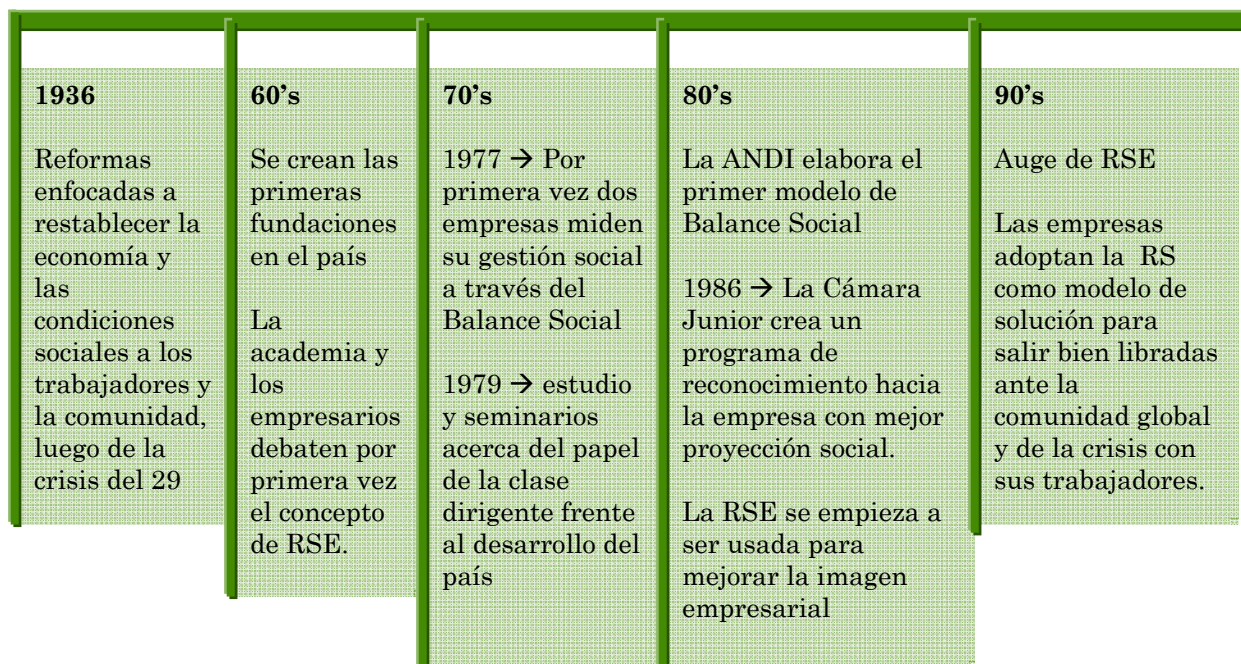 1936
Reformas
enfocadas a
restablecer la
economía y
las
condiciones
sociales a los
trabajadores y
la comunidad,
luego de la
crisis del 29
60’s
Se crean las
primeras
fundaciones
en el país
La
academia y
los
empresarios
debaten por
primera vez
el concepto
de RSE.
70’s
1977 → Por
primera vez dos
empresas miden
su gestión social
a través del
Balance Social
1979 → estudio
y seminarios
acerca del papel
de la clase
dirigente frente
al desarrollo del
país
80’s
La ANDI elabora el
primer modelo de
Balance Social
1986 → La Cámara
Junior crea un
programa de
reconocimiento hacia
la empresa con mejor
proyección social.
La RSE se empieza a
ser usada para
mejorar la imagen
empresarial
90’s
Auge de RSE
Las empresas
adoptan la RS
como modelo de
solución para
salir bien libradas
ante la
comunidad global
y de la crisis con
sus trabajadores.